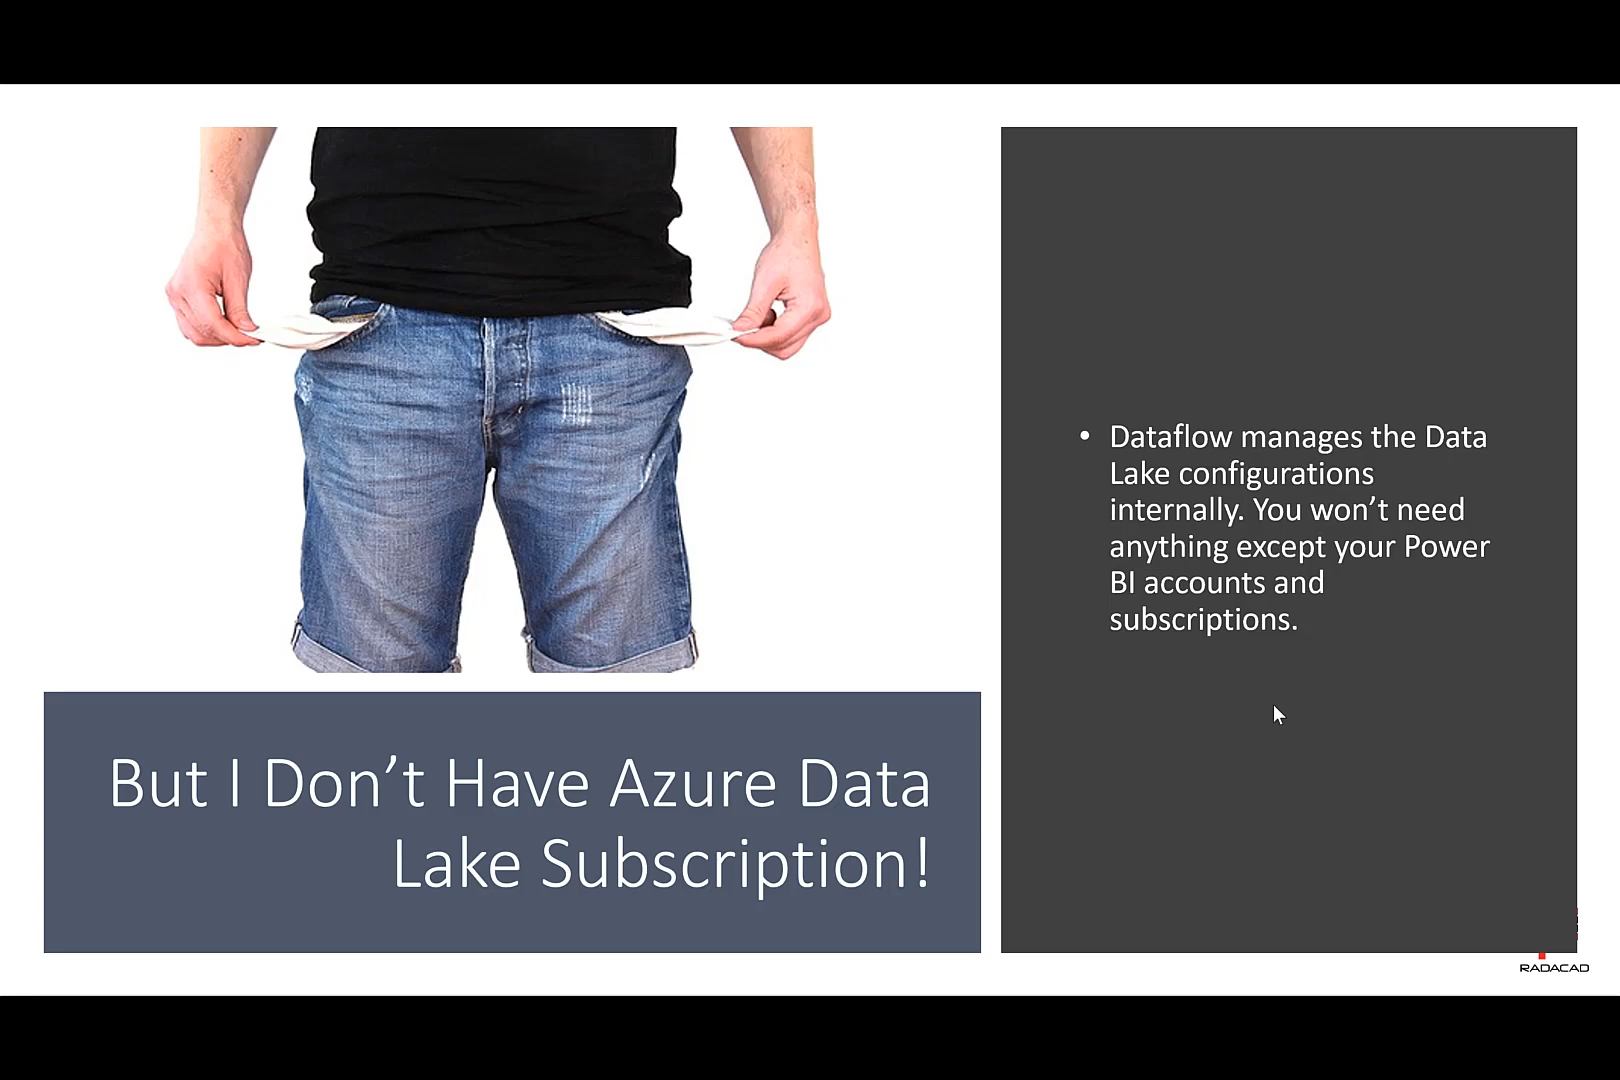 But I Don’t Have Azure Data
Lake Subscription!
• Dataflow manages the Data
Lake configurations
internally. You won’t need
anything except your Power
BI accounts and
subscriptions.
RADACAD